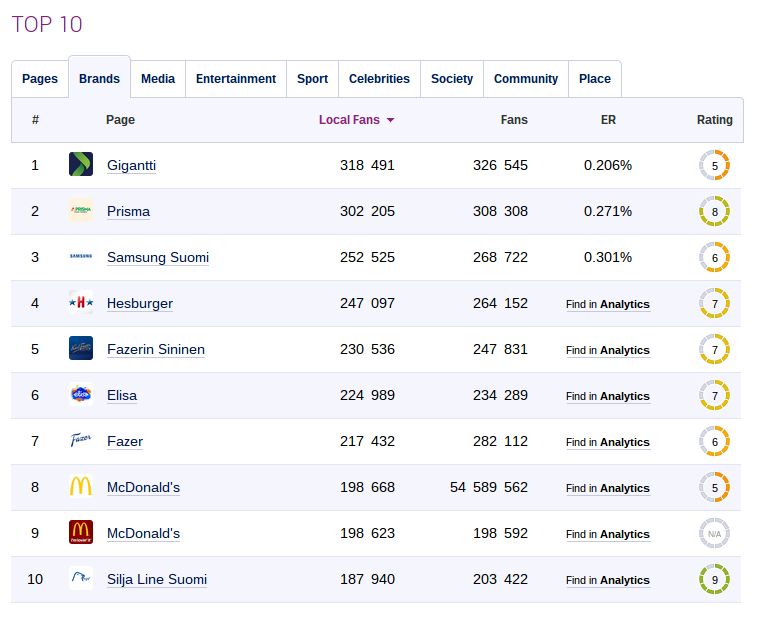 TOP 10
Pages Brands Media Entertainment Sport Celebrities Society Community Place
# Page Local Fans Fans ER Rating
1 Gigantti 318 491 326 545 0.206% 5
2 PRISMA Prisma 302 205 308 308 0.271% 8
3 SAMSUNG Samsung Suomi 252 525 268 722 0.301% 6
4 H Hesburger 247 097 264 152 Find in Analytics 7
5 Fazerin Sininen 230 536 247 831 Find in Analytics 7
6 elisa Elisa 224 989 234 289 Find in Analytics 7
7 Fazer Fazer 217 432 282 112 Find in Analytics 6
8 McDonald's 198 668 54 589 562 Find in Analytics 5
9 McDonald's 198 623 198 592 Find in Analytics N/A
10 Silja Line Suomi 187 940 203 422 Find in Analytics 9